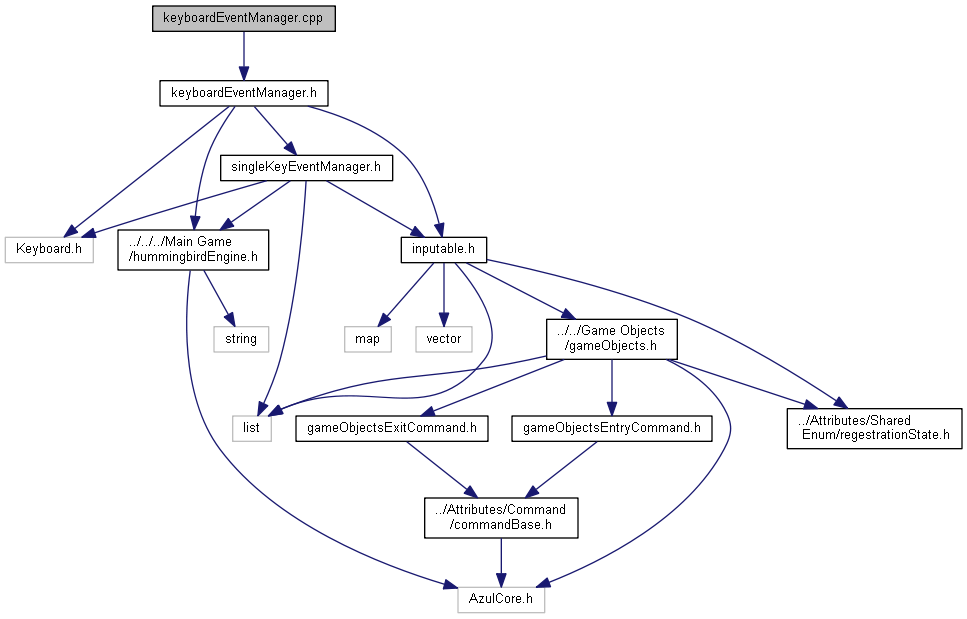 keyboardEventManager.cpp
keyboardEventManager.h
singleKeyEventManager.h
Keyboard.h
../../../Main Game
/hummingbirdEngine.h
inputable.h
string
map
vector
../../Game Objects
/gameObjects.h
list
gameObjectsExitCommand.h
gameObjectsEntryCommand.h
../Attributes/Shared
Enum/regestrationState.h
../Attributes/Command
/commandBase.h
AzulCore.h